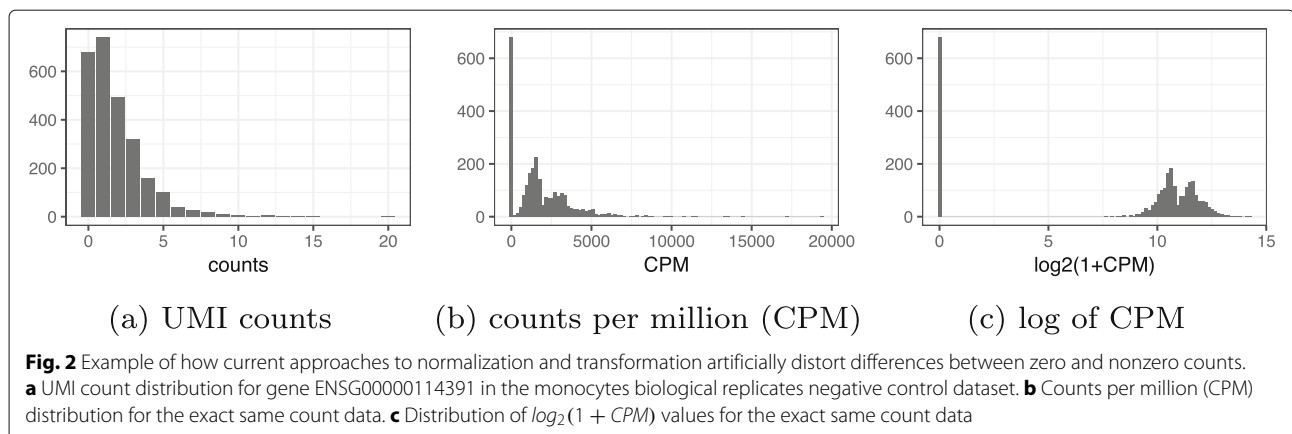 600
400
200
0
0 5 10 15 20
counts
600
400
200
0
0 5000 10000 15000 20000
CPM
600
400
200
0
0 5 10 15
log2(1+CPM)
(a) UMI counts
(b) counts per million (CPM)
(c) log of CPM
Fig. 2 Example of how current approaches to normalization and transformation artificially distort differences between zero and nonzero counts.
a UMI count distribution for gene ENSG00000114391 in the monocytes biological replicates negative control dataset. b Counts per million (CPM)
distribution for the exact same count data. c Distribution of log₂(1 + CPM) values for the exact same count data